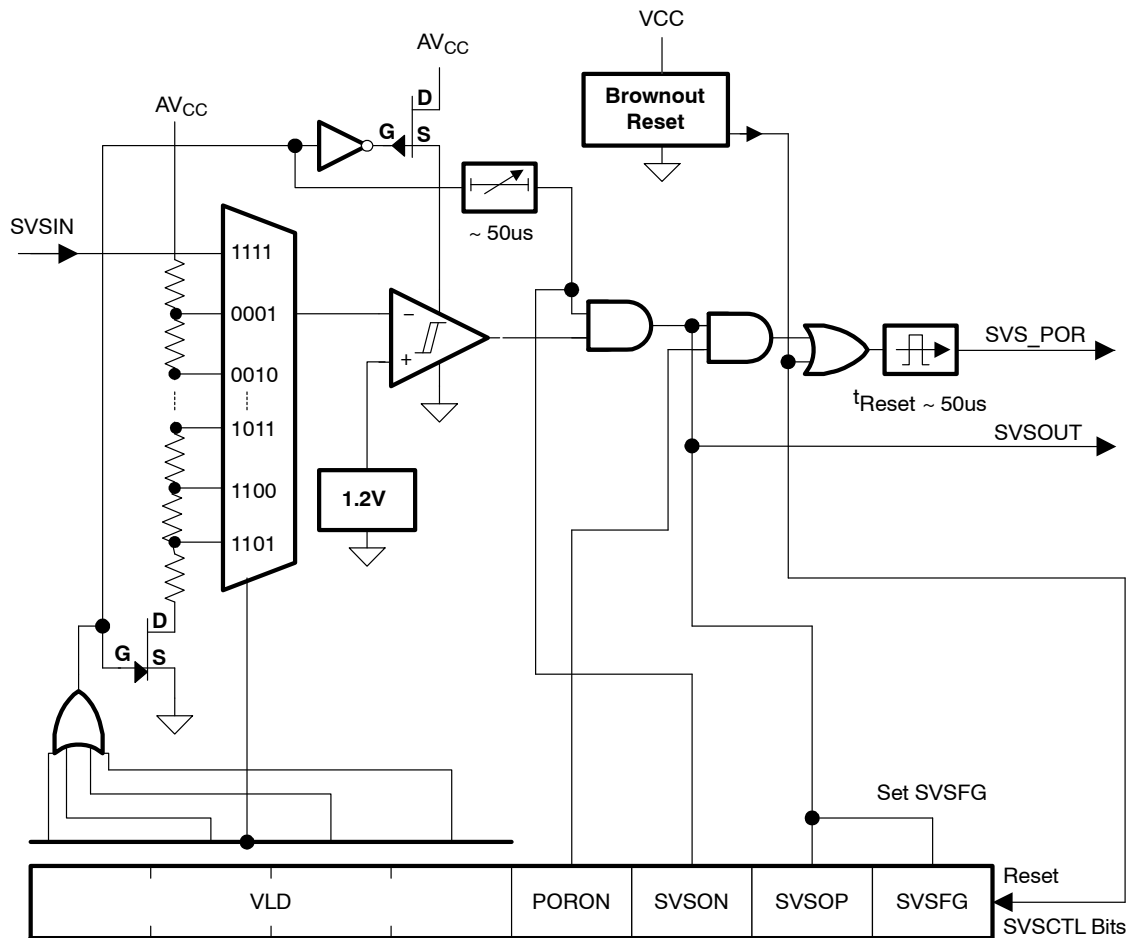 VCC
AVCC
Brownout
Reset
AVCC
D
G
S
SVSIN
~ 50us
1111
0001
−
SVS_POR
0010
+
tReset ~ 50us
1011
SVSOUT
1100
1.2V
1101
D
G
S
Set SVSFG
Reset
VLD
PORON
SVSON
SVSOP
SVSFG
SVSCTL Bits